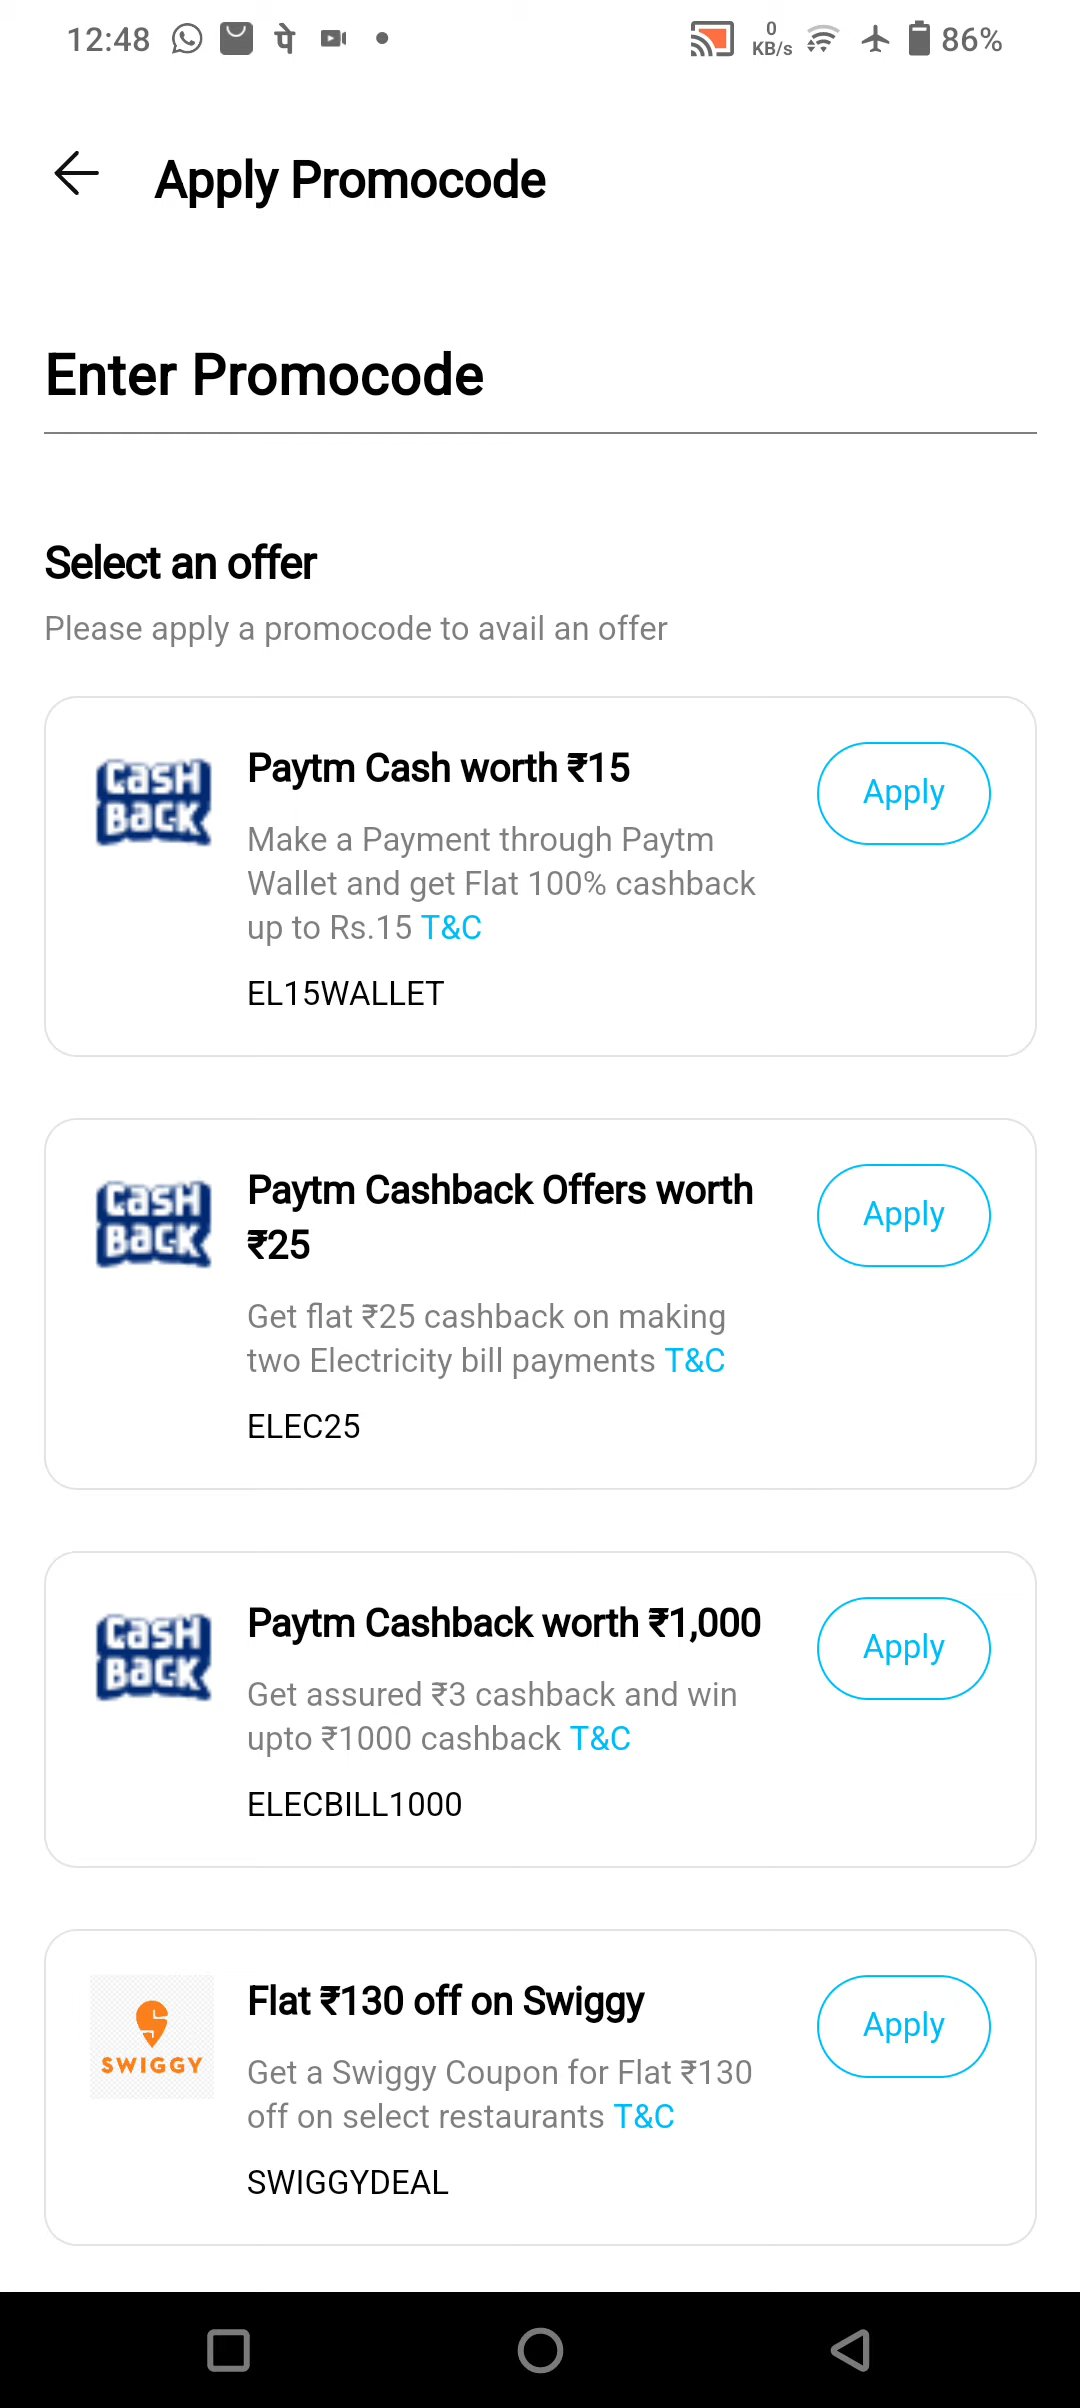 12:48 पे 0 KB/s 86%
Apply Promocode
Enter Promocode
Select an offer
Please apply a promocode to avail an offer
CASH
BACK
Paytm Cash worth ₹15
Apply
Make a Payment through Paytm
Wallet and get Flat 100% cashback
up to Rs.15 T&C
EL15WALLET
CASH
BACK
Paytm Cashback Offers worth
₹25
Apply
Get flat ₹25 cashback on making
two Electricity bill payments T&C
ELEC25
CASH
BACK
Paytm Cashback worth ₹1,000
Apply
Get assured ₹3 cashback and win
upto ₹1000 cashback T&C
ELECBILL1000
SWIGGY
Flat ₹130 off on Swiggy
Apply
Get a Swiggy Coupon for Flat ₹130
off on select restaurants T&C
SWIGGYDEAL